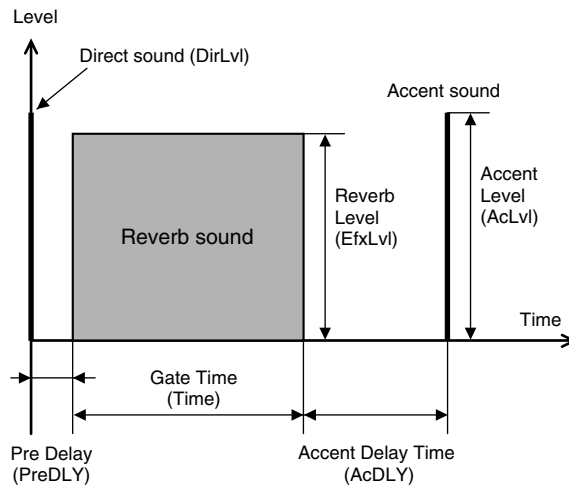 Level
Direct sound (DirLvl)
Accent sound
Reverb
Level
(EfxLvl)
Accent
Level
(AcLvl)
Reverb sound
Time
Gate Time
(Time)
Pre Delay
(PreDLY)
Accent Delay Time
(AcDLY)